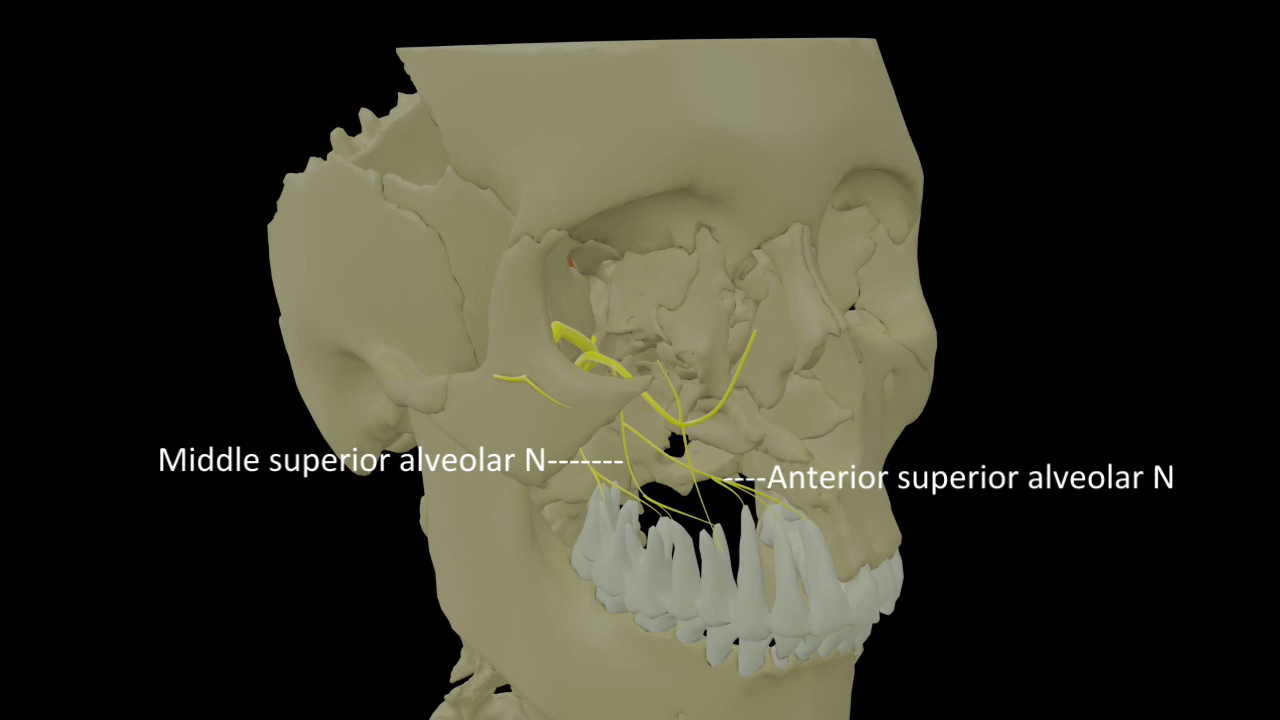 Middle superior alveolar N-------
----Anterior superior alveolar N